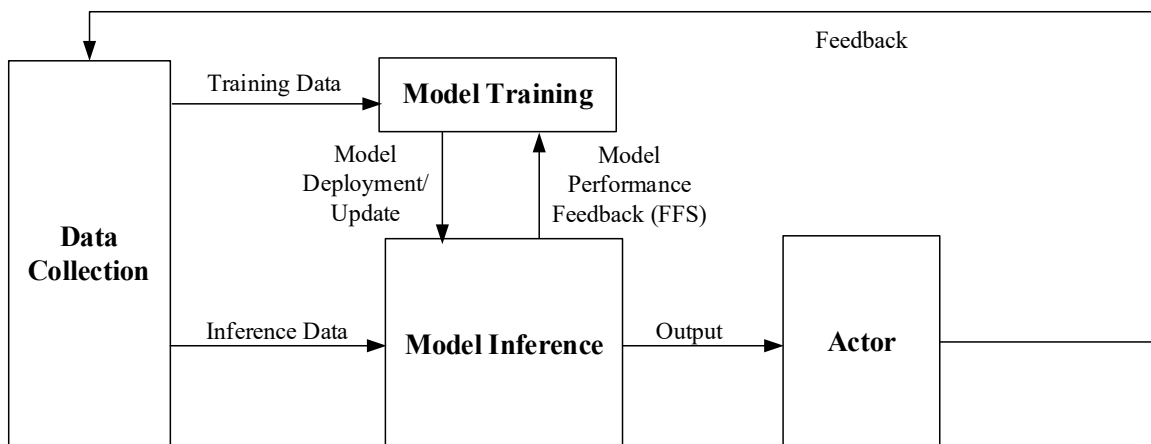 Feedback
Training Data
Model Training
Model
Deployment/
Update
Model
Performance
Feedback (FFS)
Data
Collection
Inference Data
Model Inference
Output
Actor